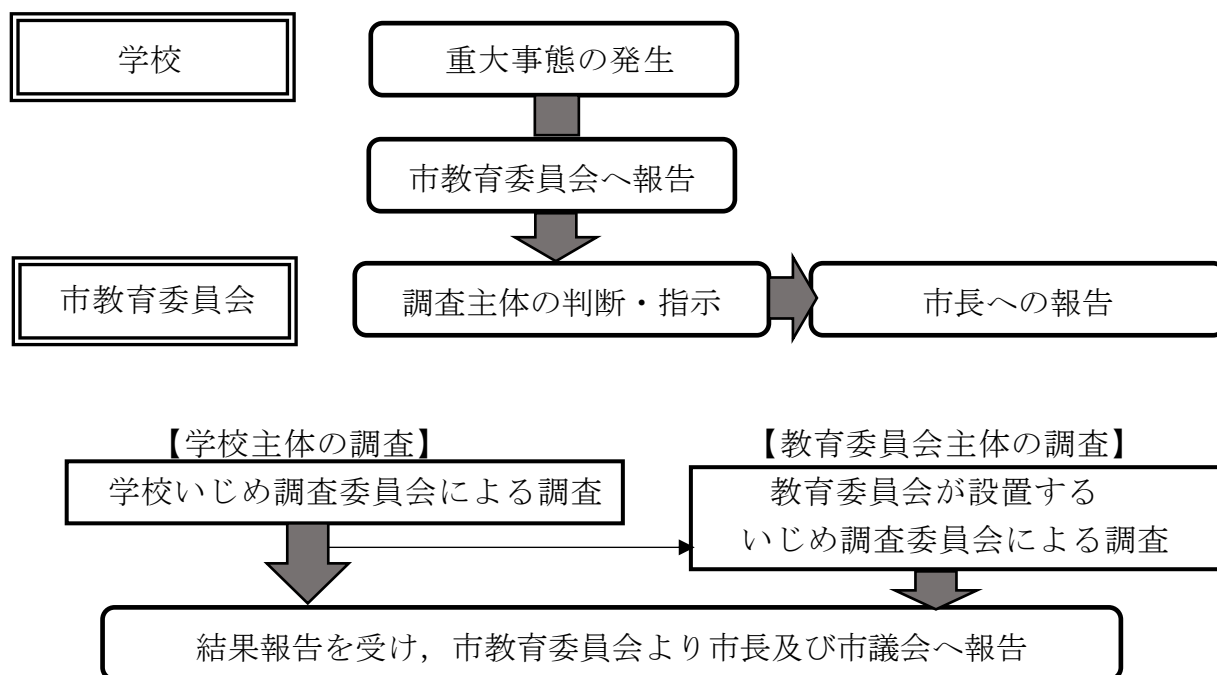 学校
重大事態の発生
市教育委員会へ報告
市教育委員会
調査主体の判断・指示
市長への報告
【学校主体の調査】
【教育委員会主体の調査】
学校いじめ調査委員会による調査
教育委員会が設置する
いじめ調査委員会による調査
結果報告を受け，市教育委員会より市長及び市議会へ報告